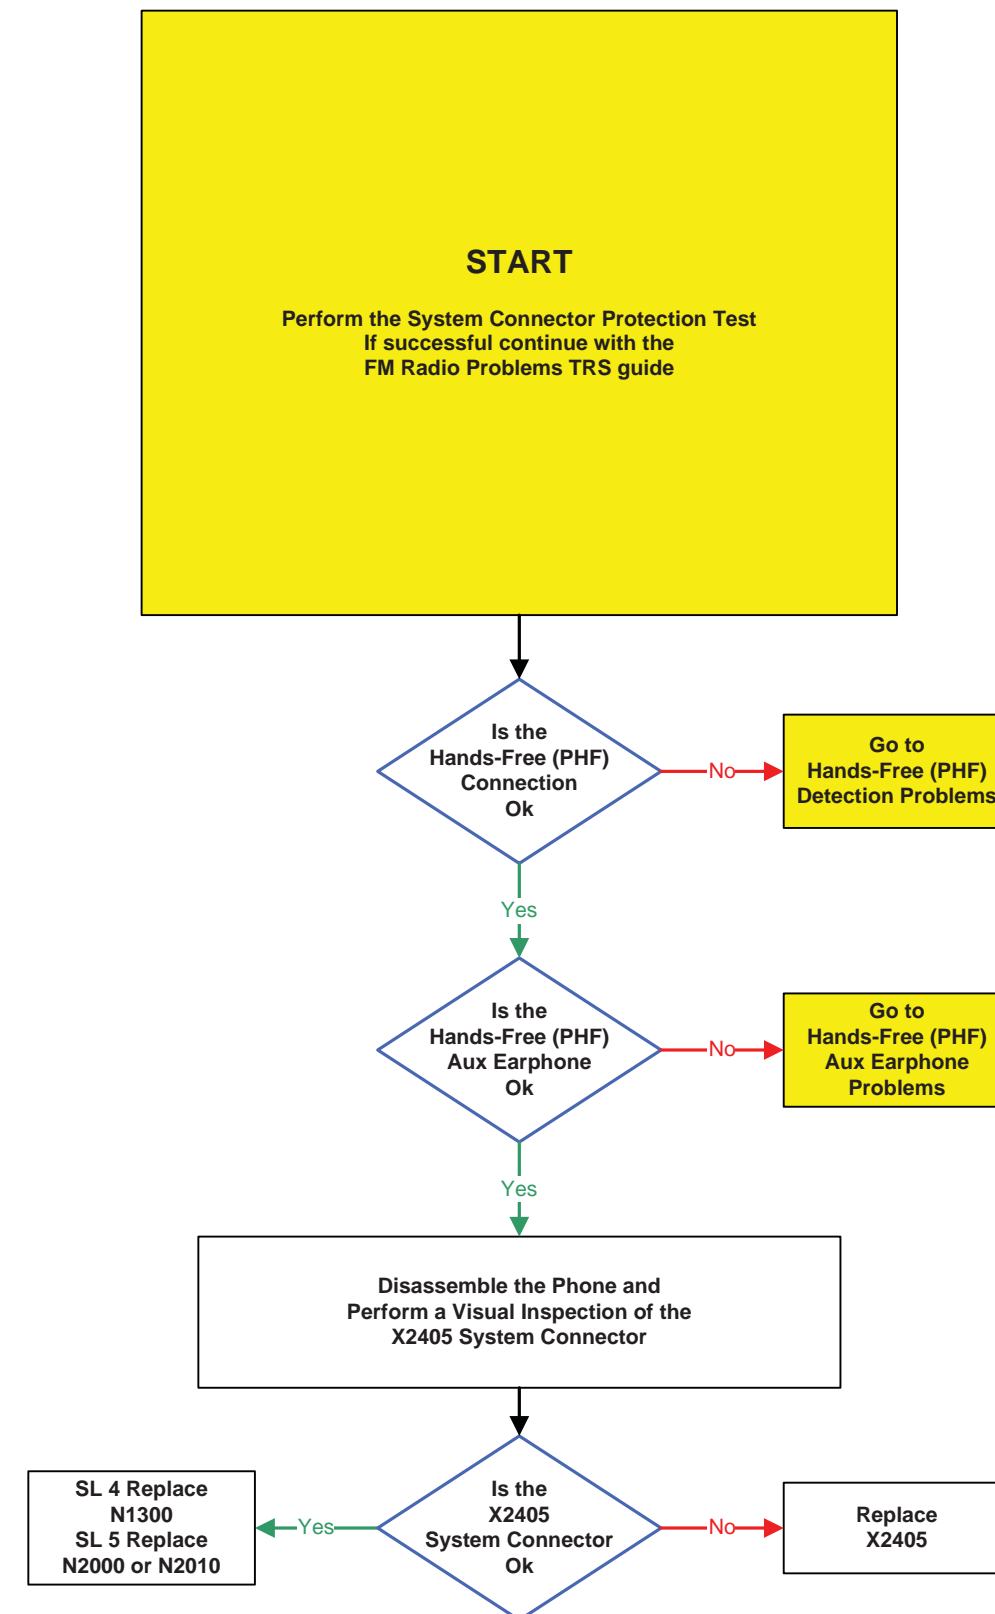 START
Perform the System Connector Protection Test
If successful continue with the
FM Radio Problems TRS guide
Is the
Hands-Free (PHF)
Connection
Ok
No
Go to
Hands-Free (PHF)
Detection Problems
Yes
Is the
Hands-Free (PHF)
Aux Earphone
Ok
No
Go to
Hands-Free (PHF)
Aux Earphone
Problems
Yes
Disassemble the Phone and
Perform a Visual Inspection of the
X2405 System Connector
SL 4 Replace
N1300
SL 5 Replace
N2000 or N2010
Yes
Is the
X2405
System Connector
Ok
No
Replace
X2405